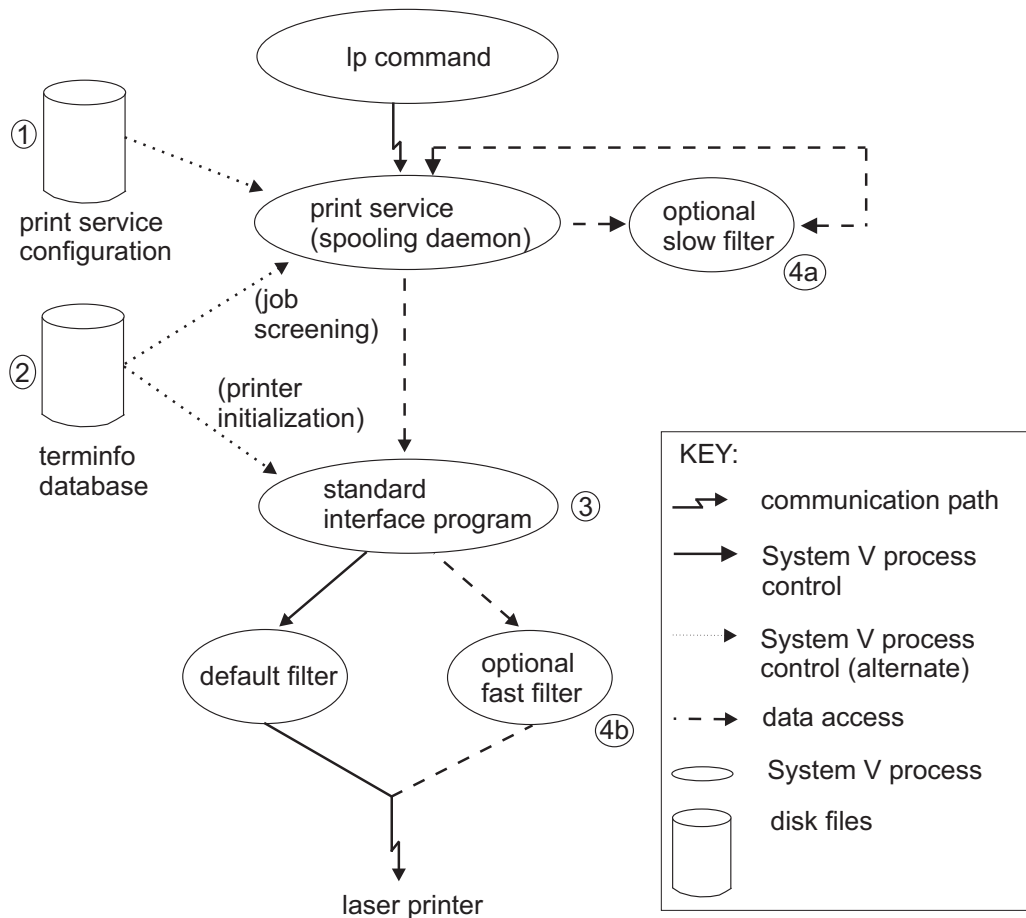 lp command
①
print service
configuration
print service
(spooling daemon)
optional
slow filter
4a
(job
screening)
②
(printer
initialization)
terminfo
database
standard
interface program
③
default filter
optional
fast filter
4b
laser printer
KEY:
communication path
System V process
control
System V process
control (alternate)
data access
System V process
disk files